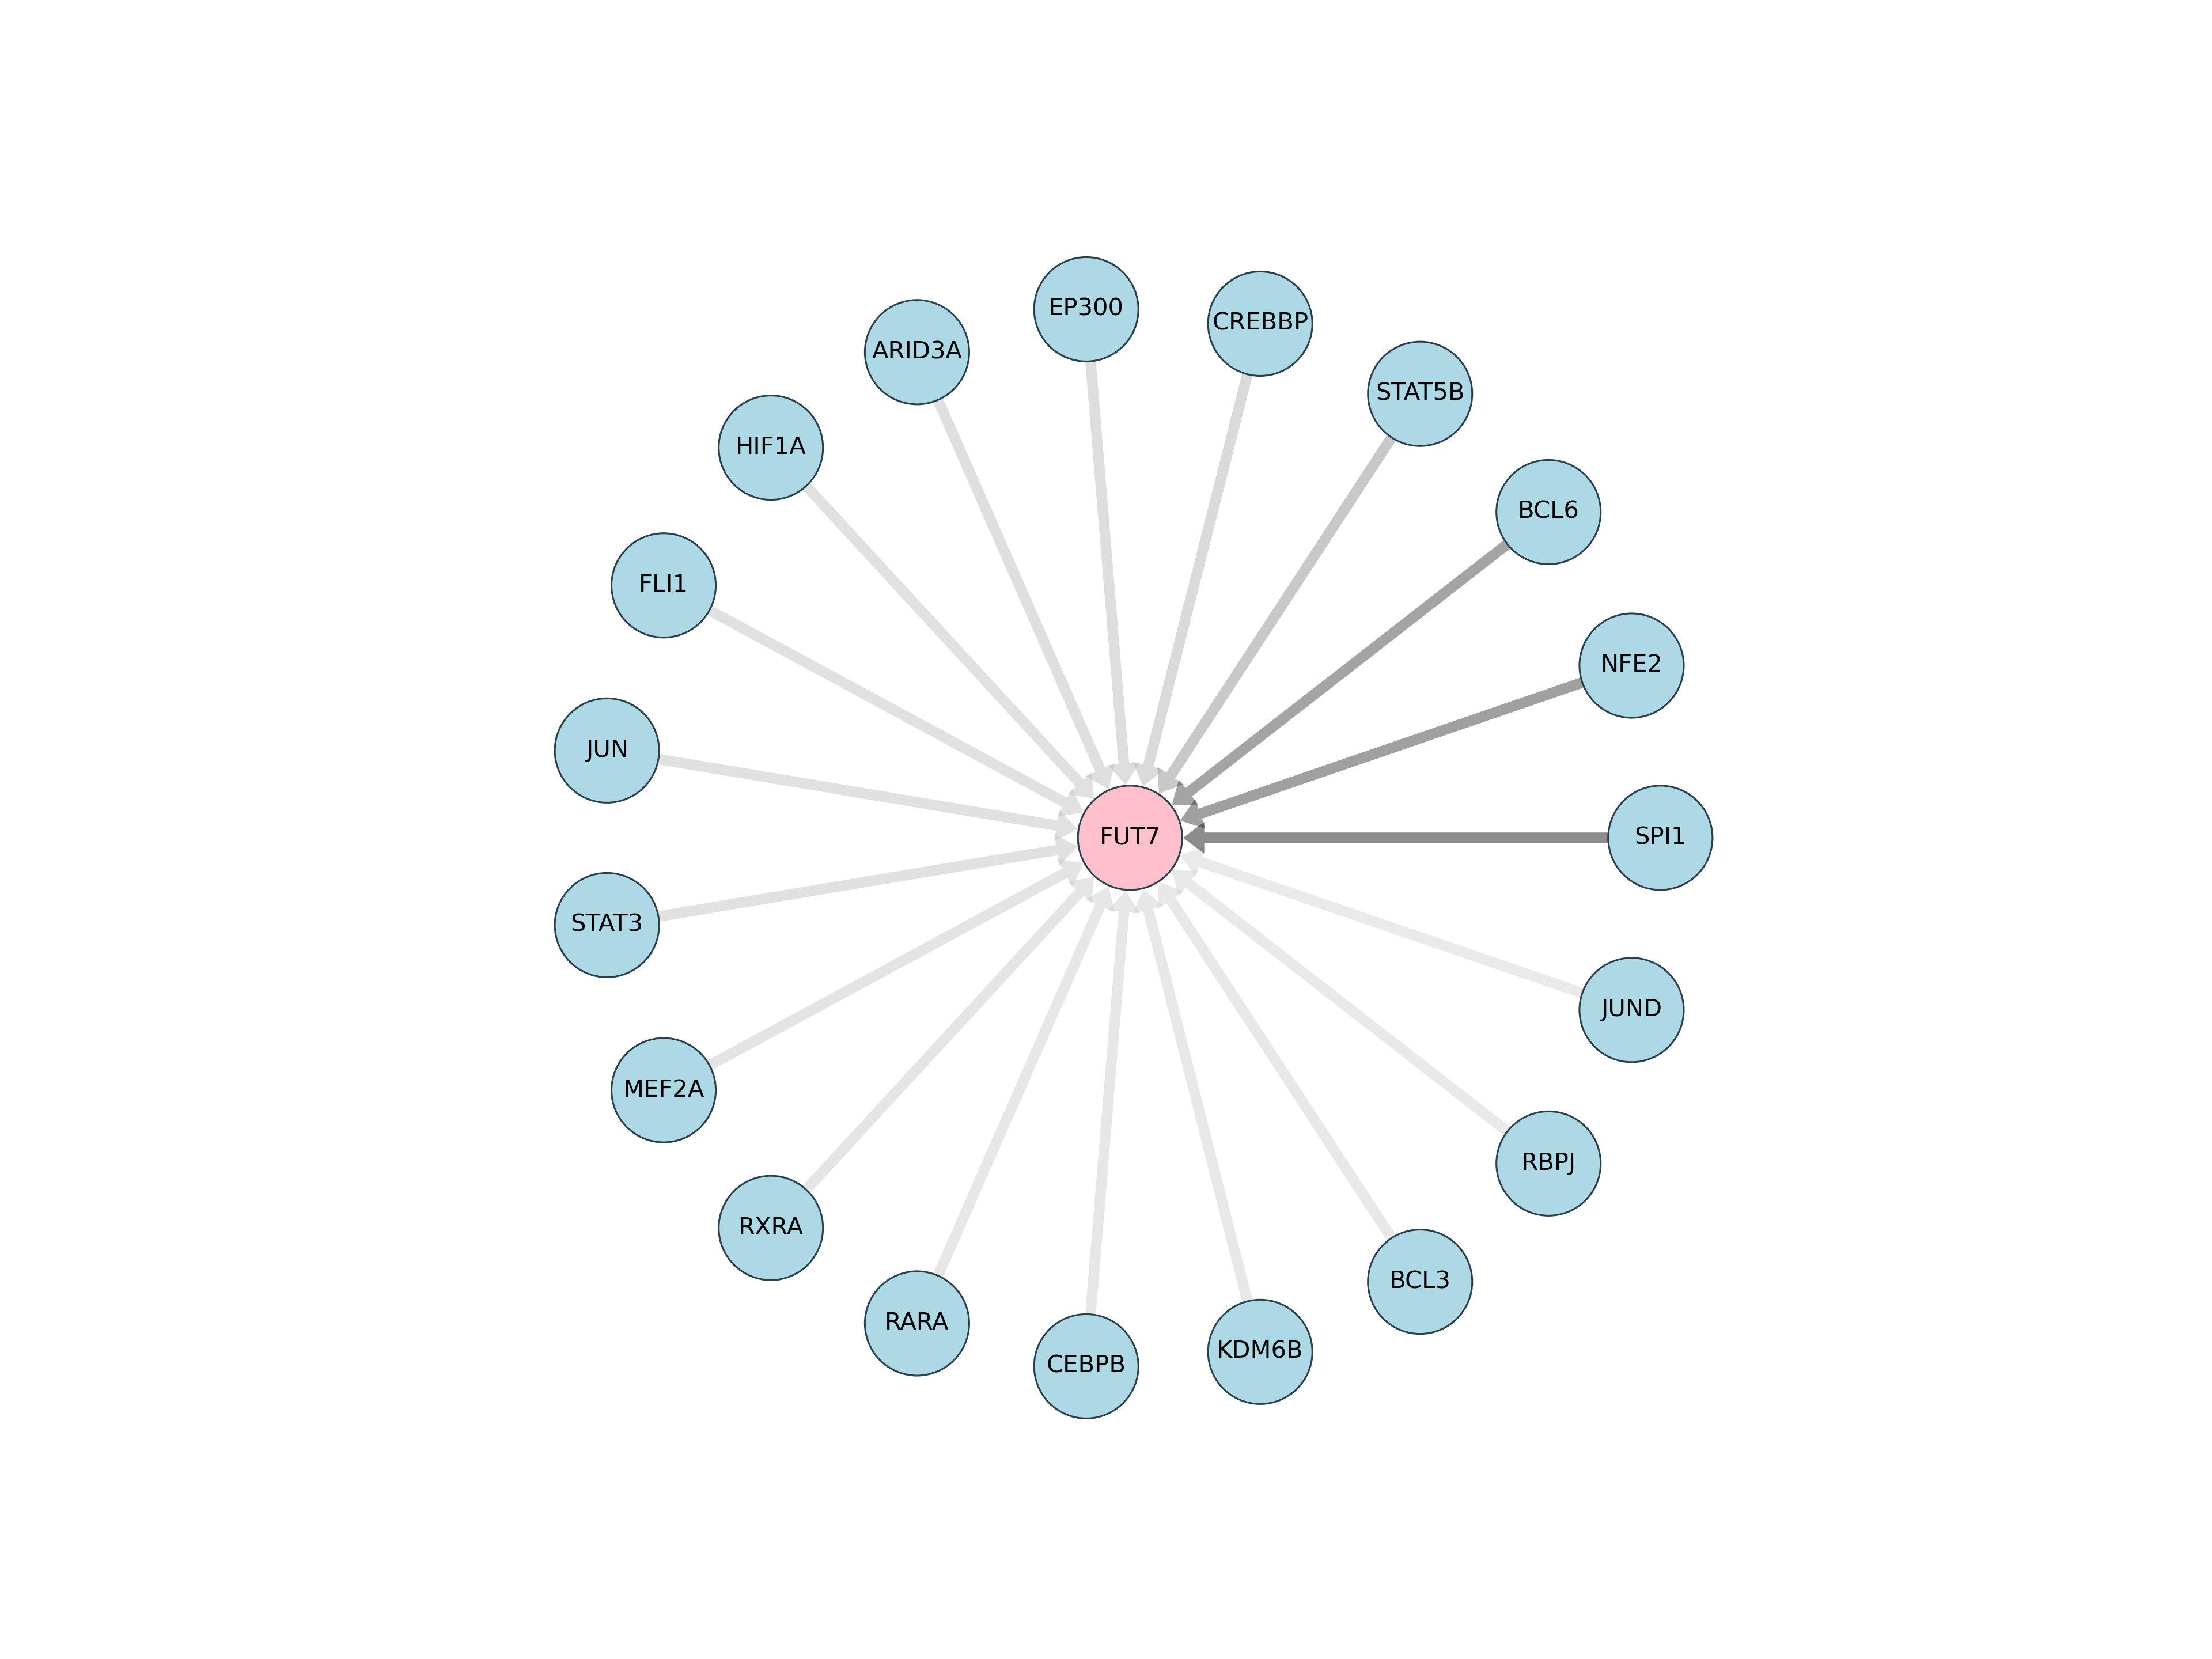 EP300
CREBBP
ARID3A
STAT5B
HIF1A
BCL6
FLI1
NFE2
JUN
FUT7
SPI1
STAT3
JUND
MEF2A
RBPJ
RXRA
BCL3
RARA
KDM6B
CEBPB